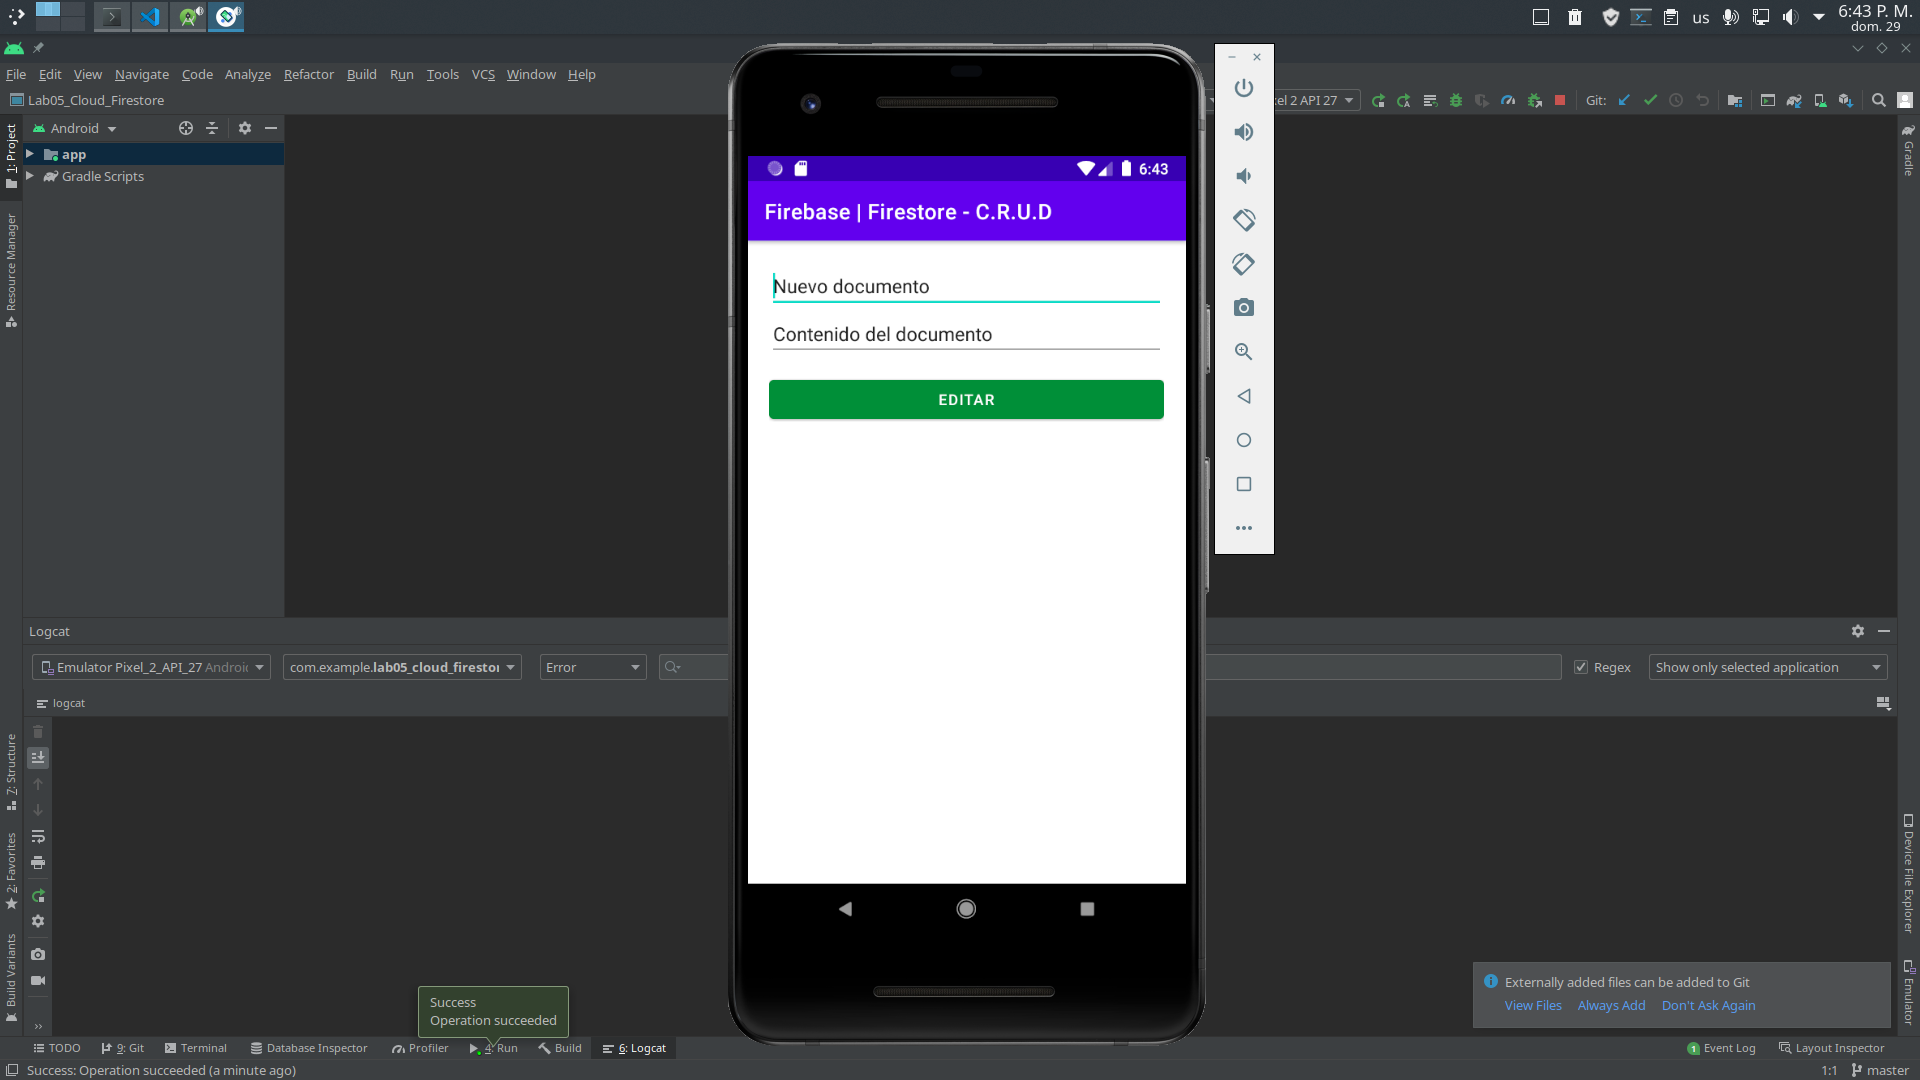 6:43 P. M.
us
dom. 29
File Edit View Navigate Code Analyze Refactor Build Run Tools VCS Window Help
Lab05_Cloud_Firestore
2 API 27
Git:
Android
app
Gradle Scripts
1: Project
Resource Manager
7: Structure
2: Favorites
Build Variants
Gradle
Device File Explorer
Emulator
6:43
Firebase | Firestore - C.R.U.D
Nuevo documento
Contenido del documento
EDITAR
Logcat
Emulator Pixel_2_API_27
com.example.lab05_cloud_firestor
Error
Regex
Show only selected application
logcat
Success
Operation succeeded
Externally added files can be added to Git
View Files Always Add Don't Ask Again
TODO 9: Git Terminal Database Inspector Profiler 4: Run Build 6: Logcat
1 Event Log Layout Inspector
Success: Operation succeeded (a minute ago)
1:1 master